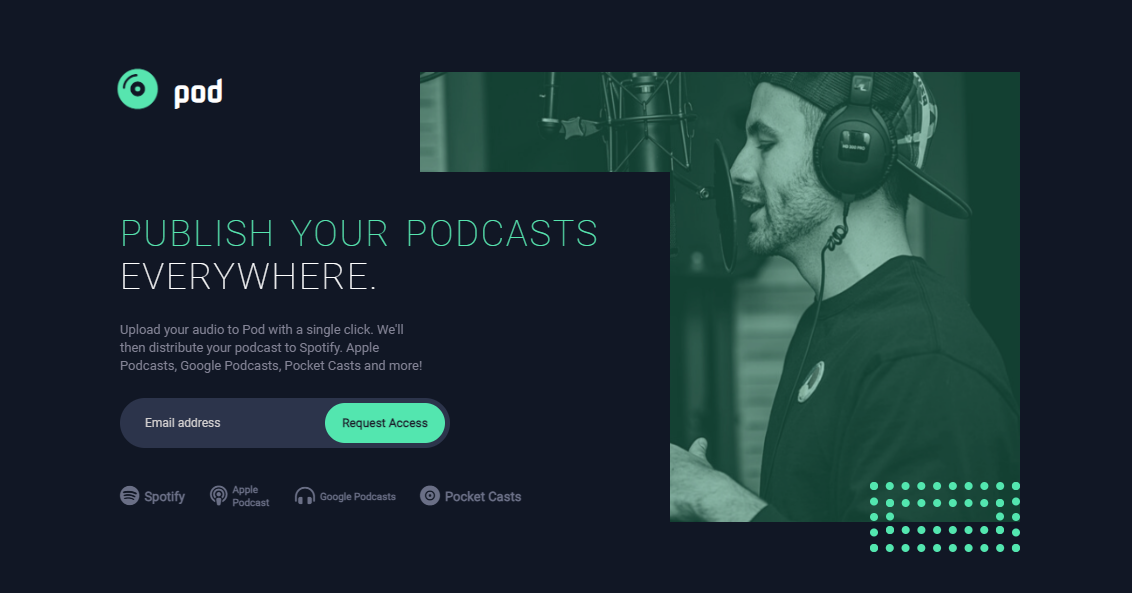 pod
PUBLISH YOUR PODCASTS
EVERYWHERE.
Upload your audio to Pod with a single click. We'll
then distribute your podcast to Spotify. Apple
Podcasts, Google Podcasts, Pocket Casts and more!
Email address
Request Access
Spotify
Apple
Podcast
Google Podcasts
Pocket Casts